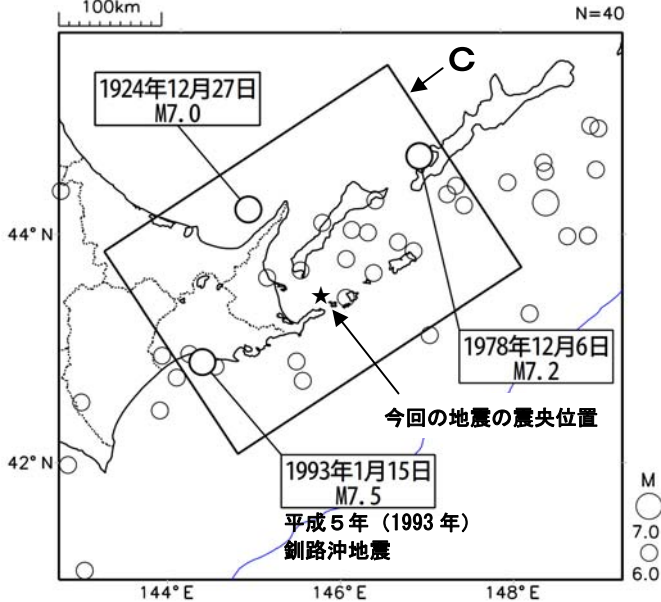 100km
N=40
C
1924年12月27日
M7.0
44°N
1978年12月6日
M7.2
今回の地震の震央位置
42°N
1993年1月15日
M7.5
平成5年（1993 年）
釧路沖地震
M
7.0
6.0
144°E
146°E
148°E